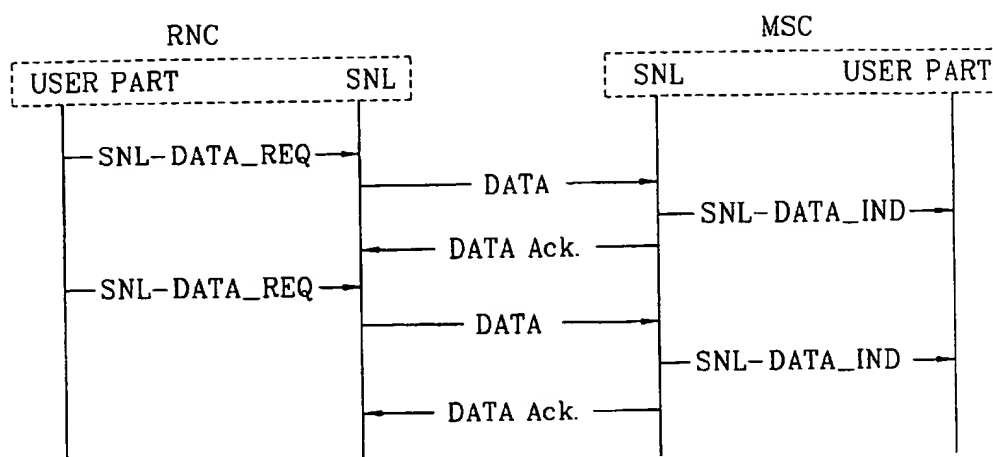 RNC
MSC
USER PART SNL
SNL USER PART
SNL-DATA_REQ
DATA
SNL-DATA_IND
DATA Ack.
SNL-DATA_REQ
DATA
SNL-DATA_IND
DATA Ack.